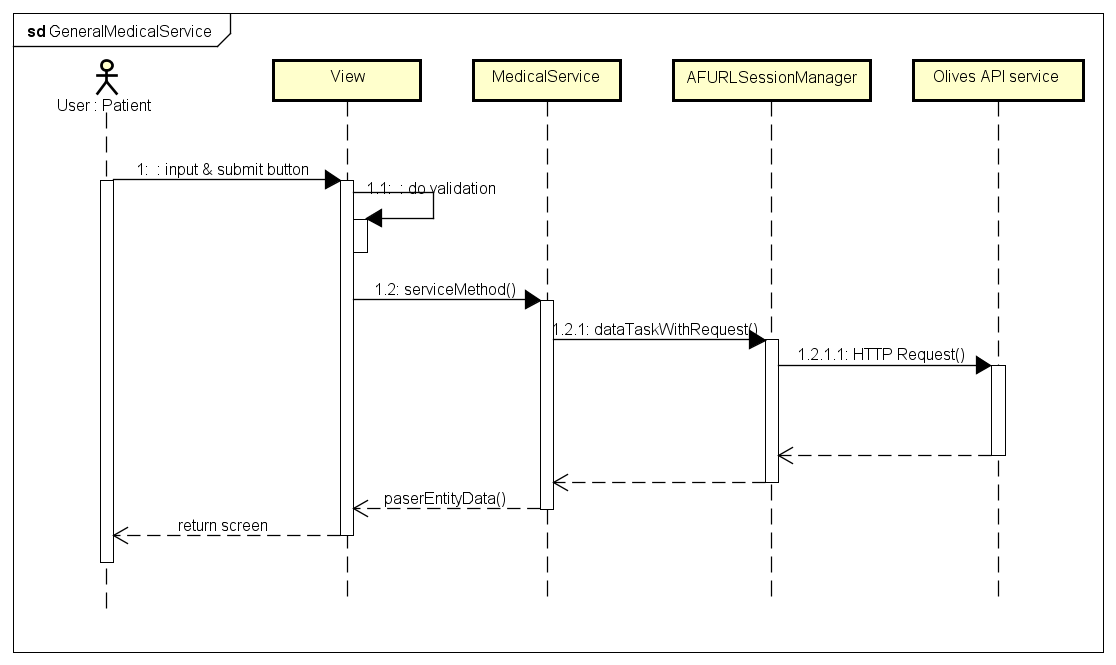 sd GeneralMedicalService
User : Patient
View
MedicalService
AFURLSessionManager
Olives API service
1: : input & submit button
1.1: : do validation
1.2: serviceMethod()
1.2.1: dataTaskWithRequest()
1.2.1.1: HTTP Request()
paserEntityData()
return screen